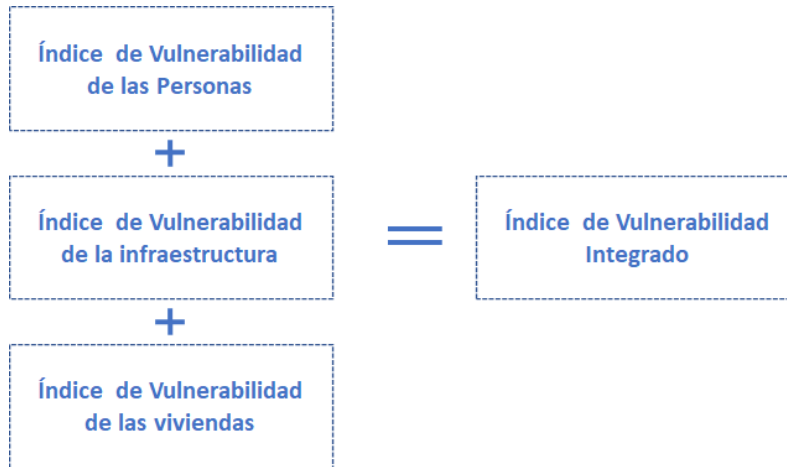 Índice de Vulnerabilidad
de las Personas
+
Índice de Vulnerabilidad
de la infraestructura
=
Índice de Vulnerabilidad
Integrado
+
Índice de Vulnerabilidad
de las viviendas